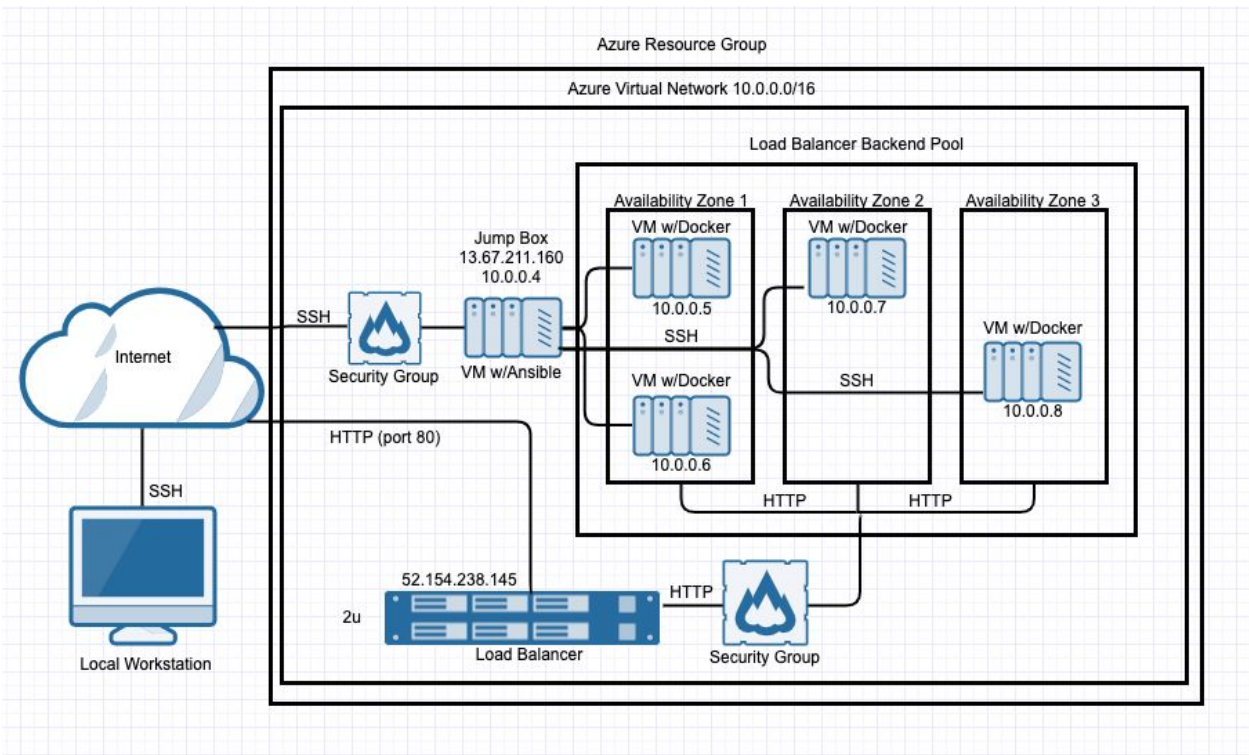 Azure Resource Group
Azure Virtual Network 10.0.0.0/16
Load Balancer Backend Pool
Availability Zone 1
Availability Zone 2
Availability Zone 3
VM w/Docker
10.0.0.5
VM w/Docker
10.0.0.7
Jump Box
13.67.211.160
10.0.0.4
VM w/Ansible
SSH
Security Group
Internet
SSH
VM w/Docker
10.0.0.8
SSH
VM w/Docker
10.0.0.6
HTTP (port 80)
SSH
HTTP
HTTP
52.154.238.145
2u
Load Balancer
HTTP
Security Group
Local Workstation